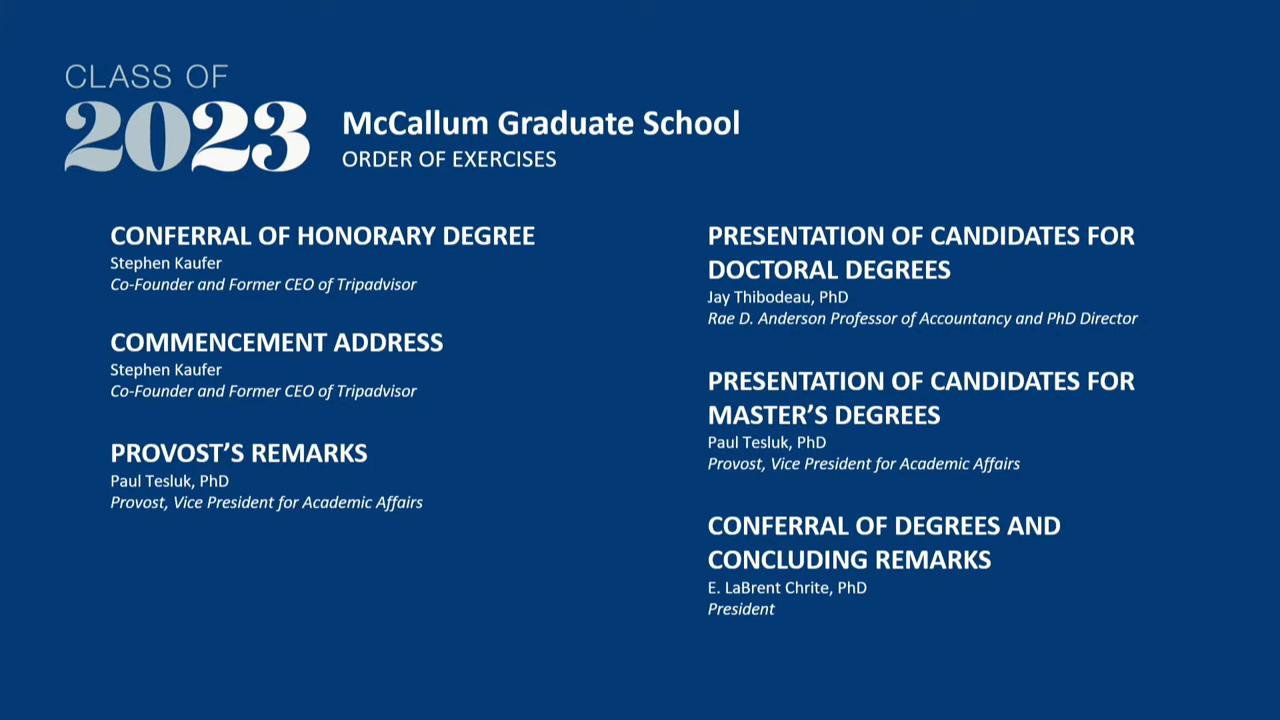 CLASS OF
2023
McCallum Graduate School
ORDER OF EXERCISES
CONFERRAL OF HONORARY DEGREE
Stephen Kaufer
Co-Founder and Former CEO of Tripadvisor
COMMENCEMENT ADDRESS
Stephen Kaufer
Co-Founder and Former CEO of Tripadvisor
PROVOST’S REMARKS
Paul Tesluk, PhD
Provost, Vice President for Academic Affairs
PRESENTATION OF CANDIDATES FOR
DOCTORAL DEGREES
Jay Thibodeau, PhD
Rae D. Anderson Professor of Accountancy and PhD Director
PRESENTATION OF CANDIDATES FOR
MASTER’S DEGREES
Paul Tesluk, PhD
Provost, Vice President for Academic Affairs
CONFERRAL OF DEGREES AND
CONCLUDING REMARKS
E. LaBrent Chrite, PhD
President